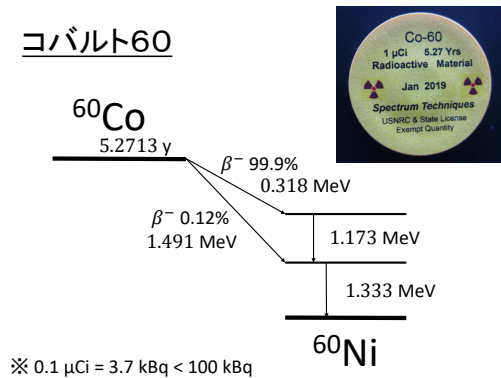 コバルト60
Co-60
1 μCi 5.27 Yrs
Radioactive Material
Jan 2019
Spectrum Techniques
USNRC & State License
Exempt Quantity
⁶⁰Co
5.2713 y
β⁻ 99.9%
0.318 MeV
β⁻ 0.12%
1.491 MeV
1.173 MeV
1.333 MeV
⁶⁰Ni
※ 0.1 μCi = 3.7 kBq < 100 kBq